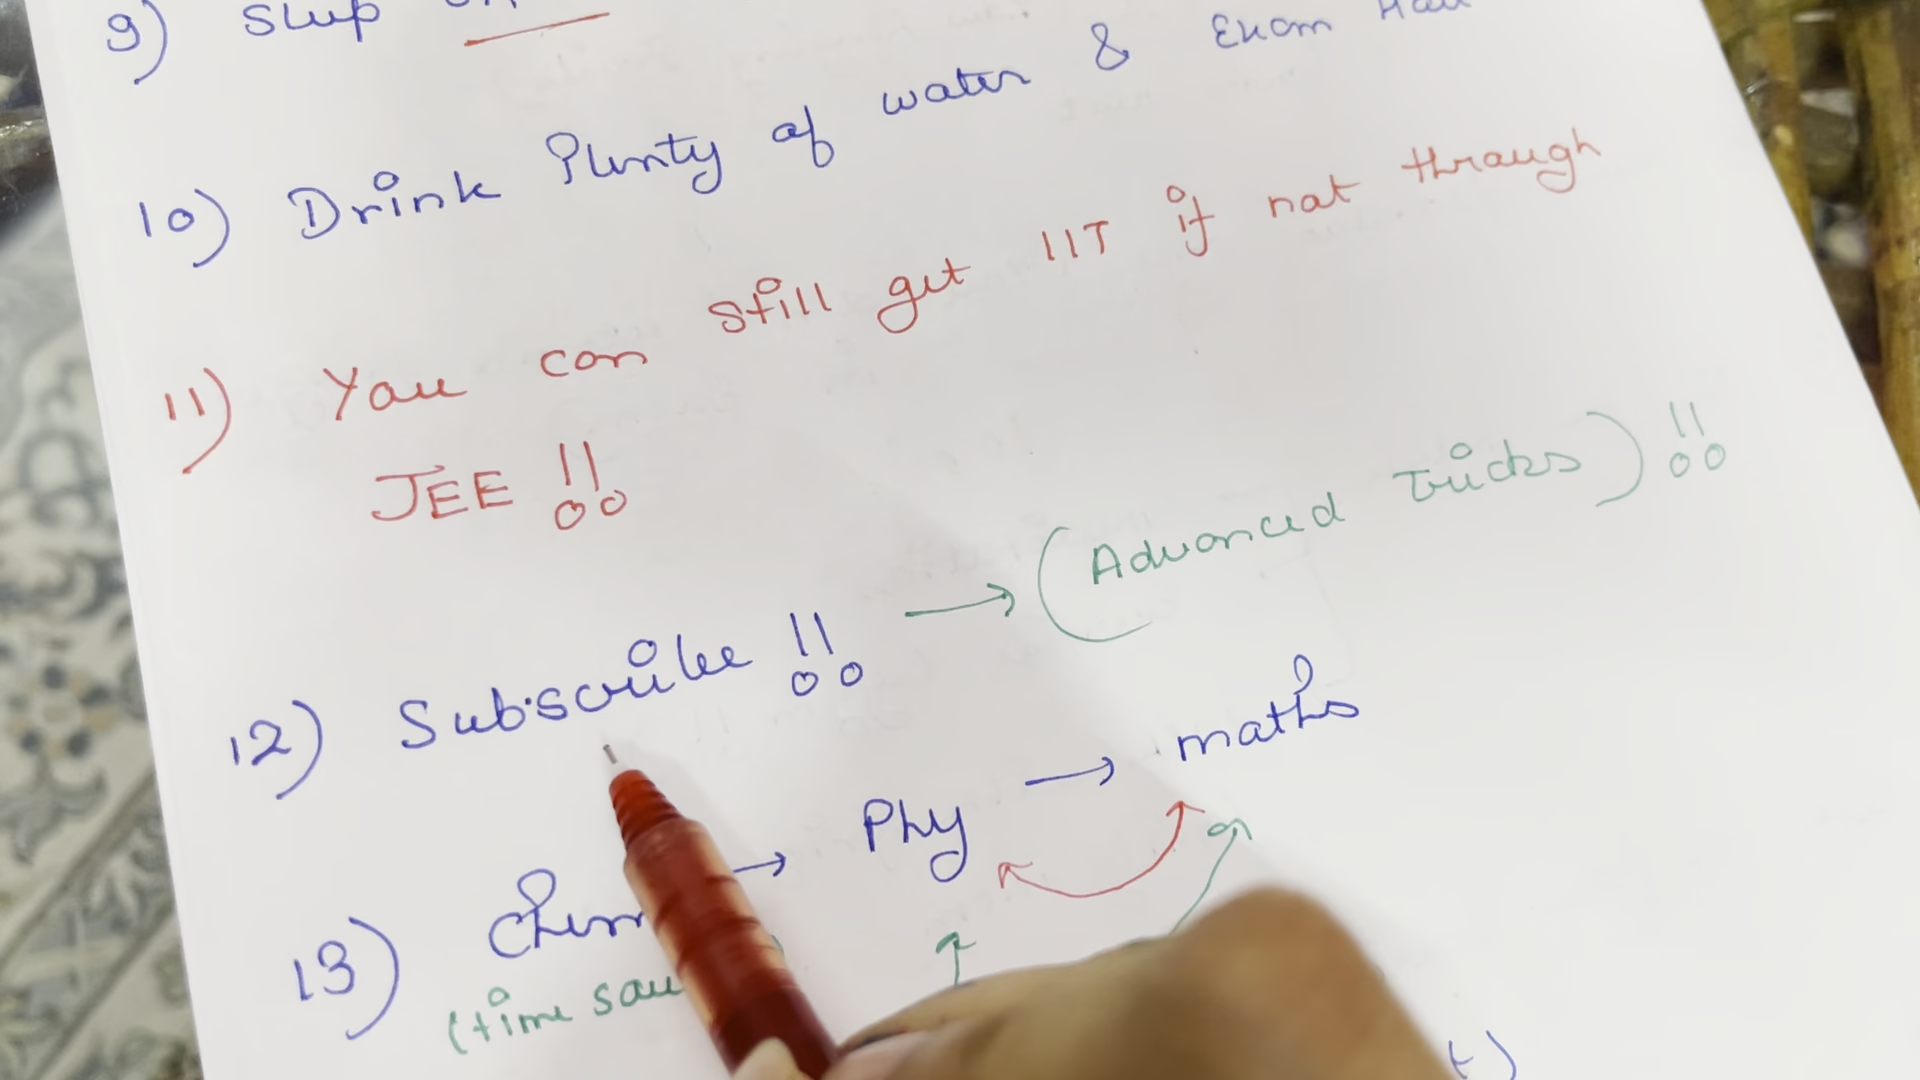 9) Sleep
10) Drink Plenty of water & Exam Hall
11) You can still get IIT if not through
JEE !!
12) Subscribe !! → (Advanced Tricks) !!
13) Chem → Phy → maths
(time